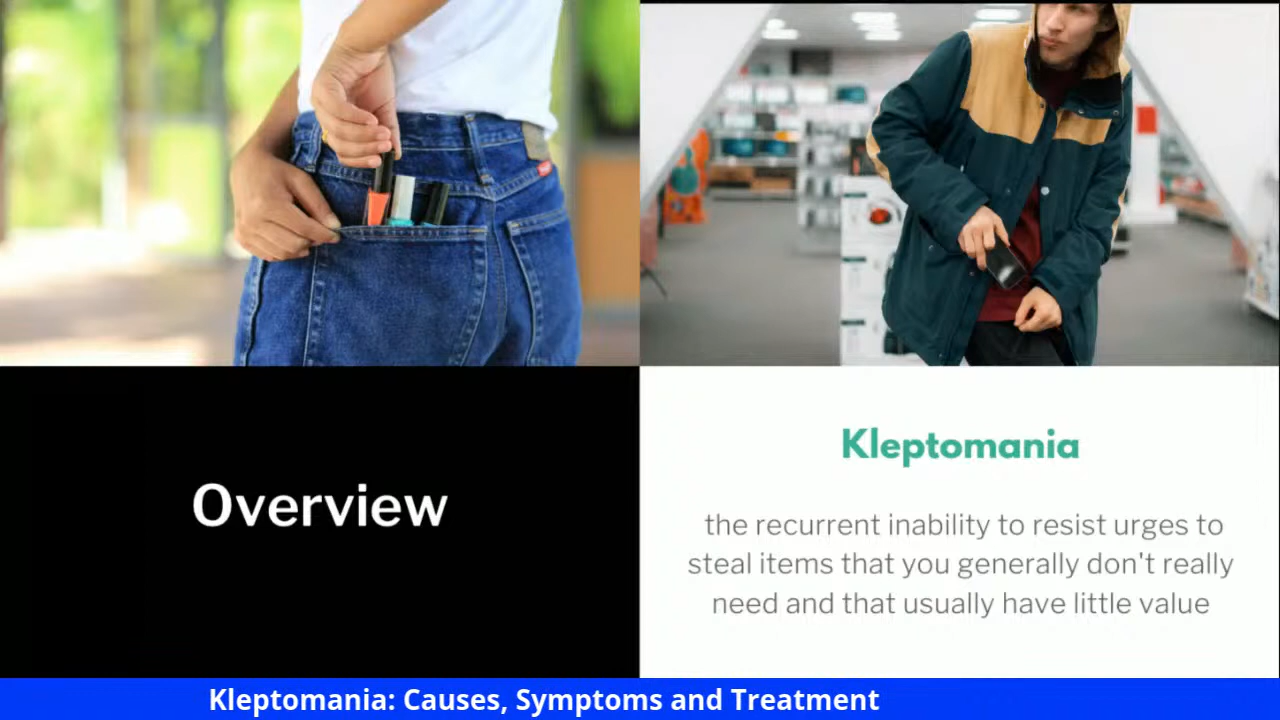 Overview
Kleptomania
the recurrent inability to resist urges to
steal items that you generally don't really
need and that usually have little value
Kleptomania: Causes, Symptoms and Treatment